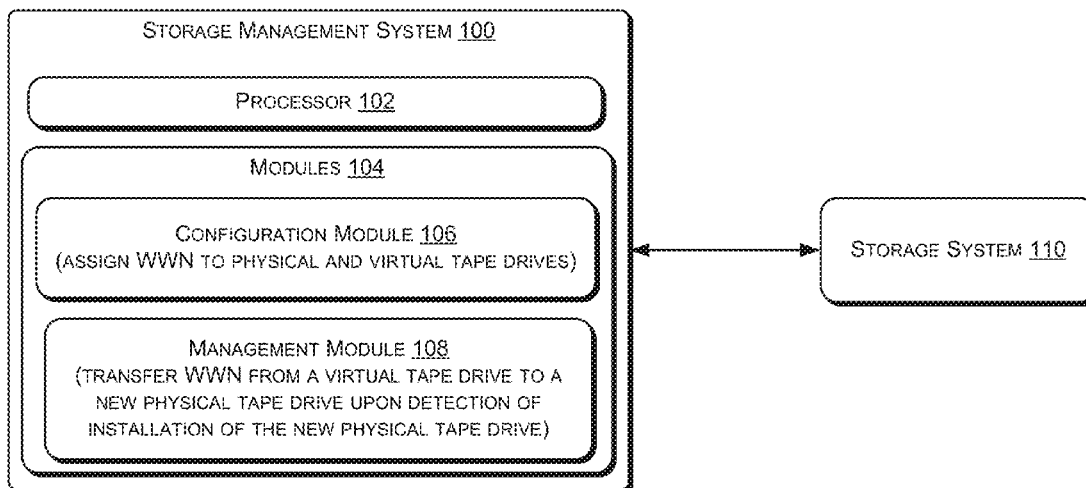 STORAGE MANAGEMENT SYSTEM 100
PROCESSOR 102
MODULES 104
CONFIGURATION MODULE 106
(ASSIGN WWN TO PHYSICAL AND VIRTUAL TAPE DRIVES)
STORAGE SYSTEM 110
MANAGEMENT MODULE 108
(TRANSFER WWN FROM A VIRTUAL TAPE DRIVE TO A
NEW PHYSICAL TAPE DRIVE UPON DETECTION OF
INSTALLATION OF THE NEW PHYSICAL TAPE DRIVE)